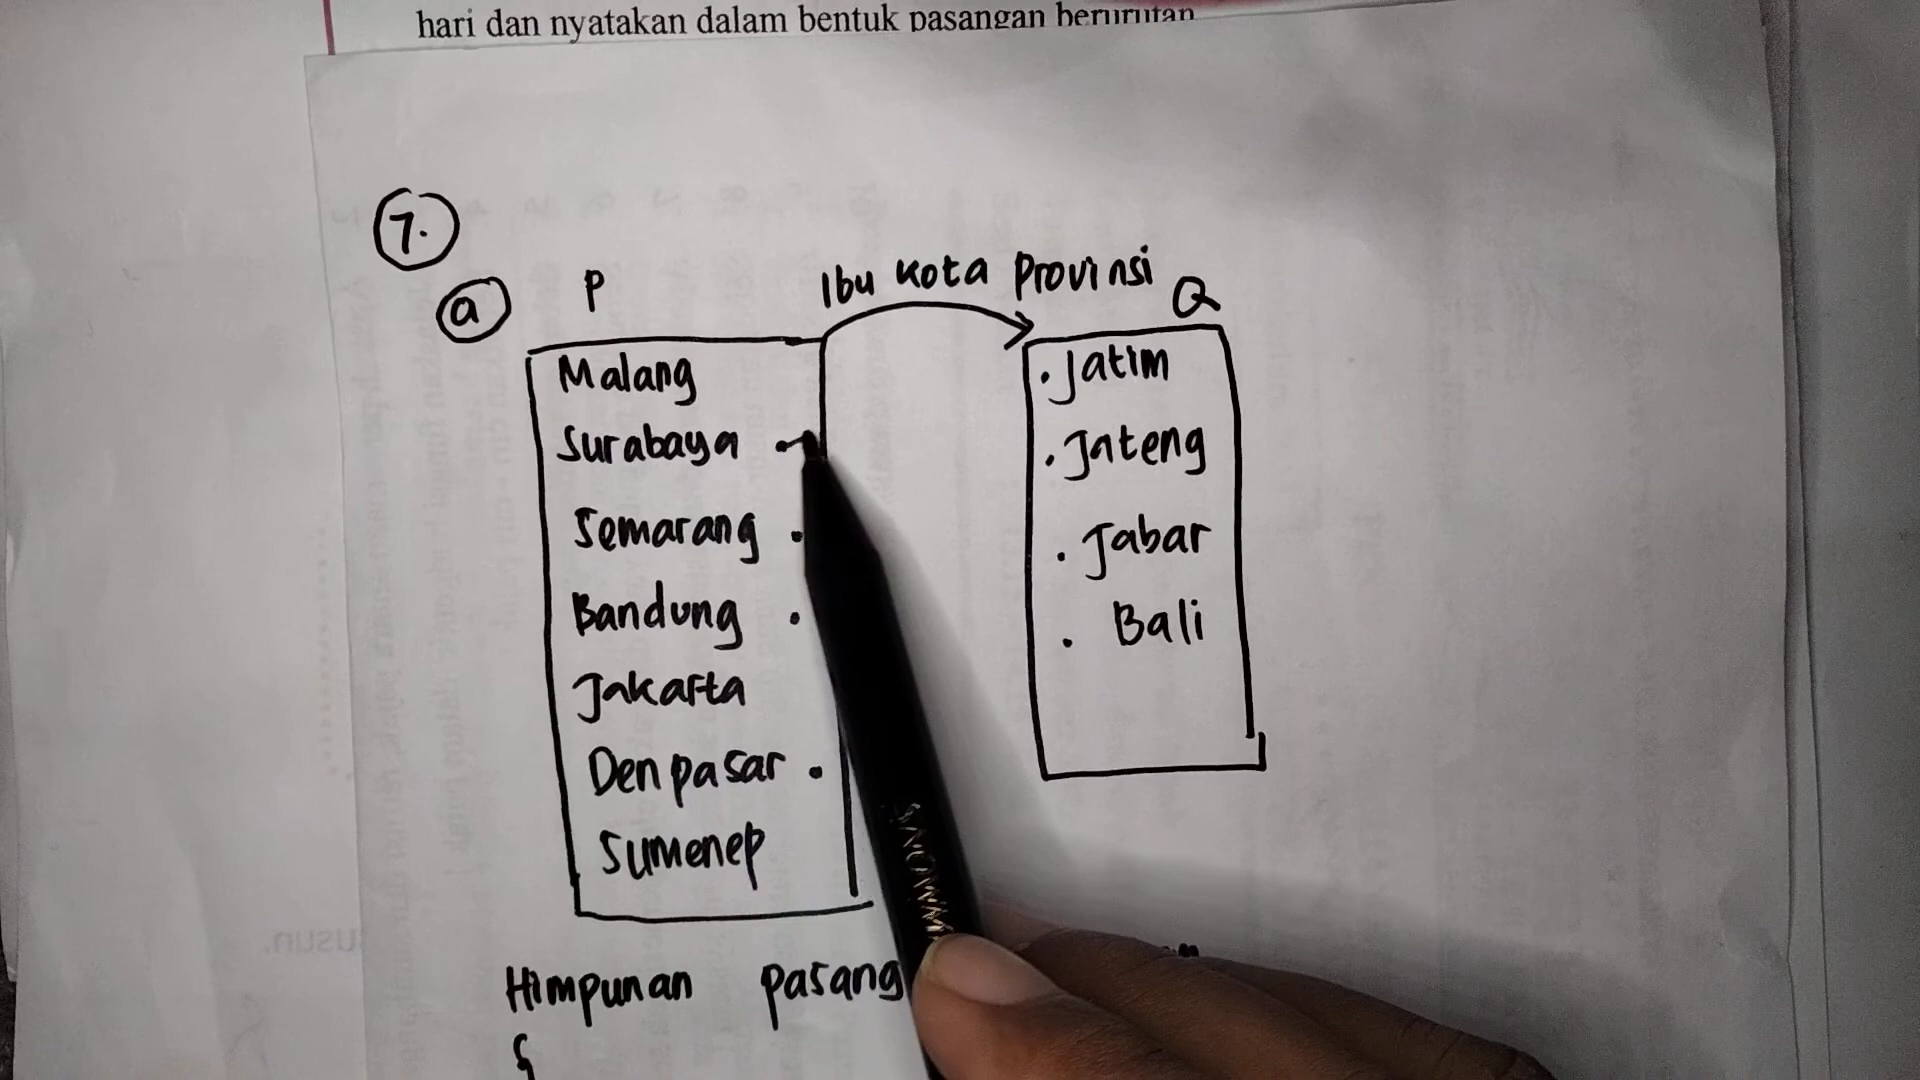 hari dan nyatakan dalam bentuk pasangan berurutan
7.
a P Ibu Kota Provinsi Q
Malang
Surabaya
Semarang
Bandung
Jakarta
Denpasar
Sumenep
Jatim
Jateng
Jabar
Bali
Himpunan pasang
{
SNOWMA